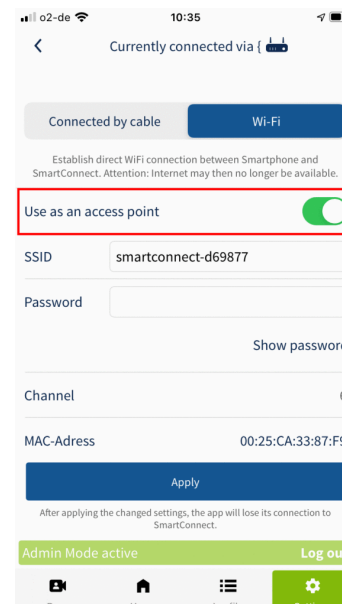 o2-de 10:35
Currently connected via {
Connected by cable Wi-Fi
Establish direct WiFi connection between Smartphone and
SmartConnect. Attention: Internet may then no longer be available.
Use as an access point
SSID smartconnect-d69877
Password
Show passwor
Channel
MAC-Adress 00:25:CA:33:87:F9
Apply
After applying the changed settings, the app will lose its connection to
SmartConnect.
Admin Mode active Log ou